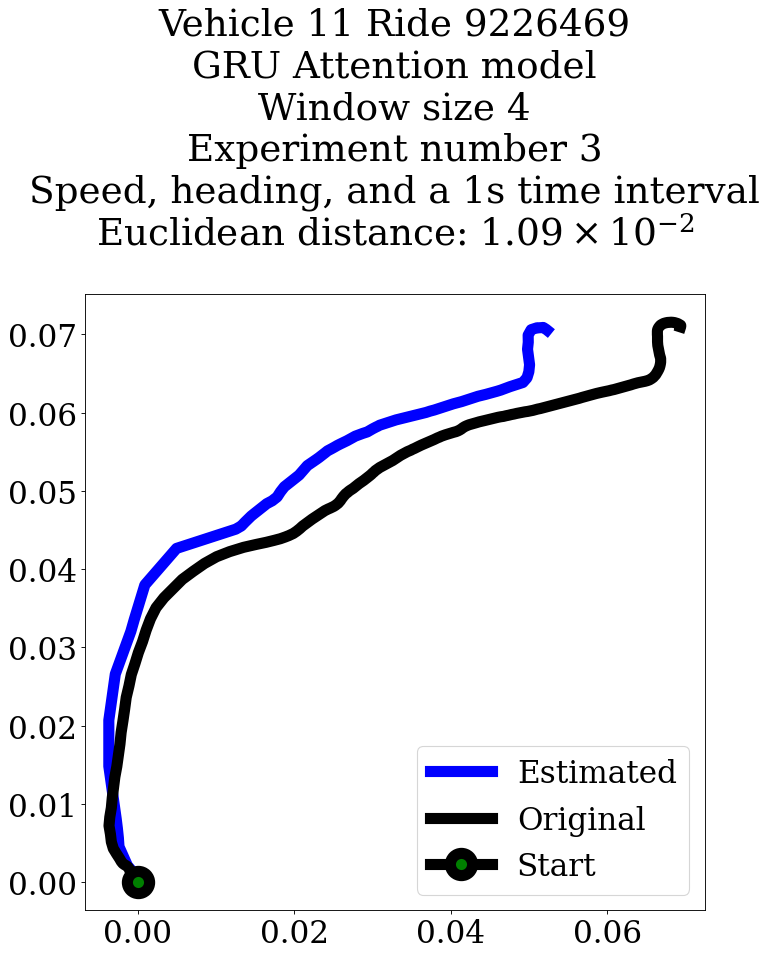 Vehicle 11 Ride 9226469
GRU Attention model
Window size 4
Experiment number 3
Speed, heading, and a 1s time interval
Euclidean distance: 1.09 × 10⁻²
0.07
0.06
0.05
0.04
0.03
0.02
0.01
0.00
Estimated
Original
Start
0.00 0.02 0.04 0.06